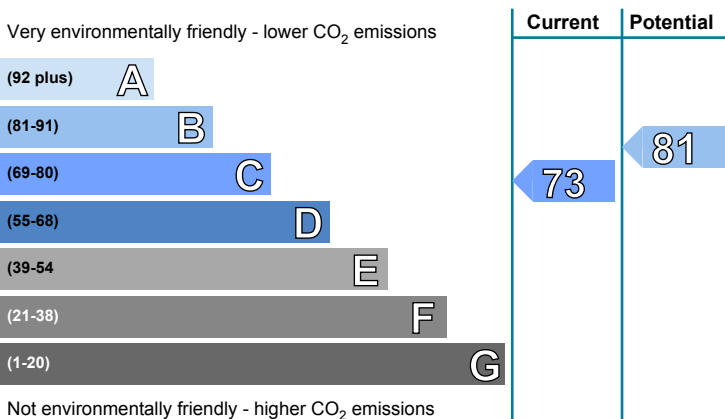 Very environmentally friendly - lower CO₂ emissions
Current
Potential
(92 plus) A
(81-91) B
(69-80) C
(55-68) D
(39-54 E
(21-38) F
(1-20) G
73
81
Not environmentally friendly - higher CO₂ emissions